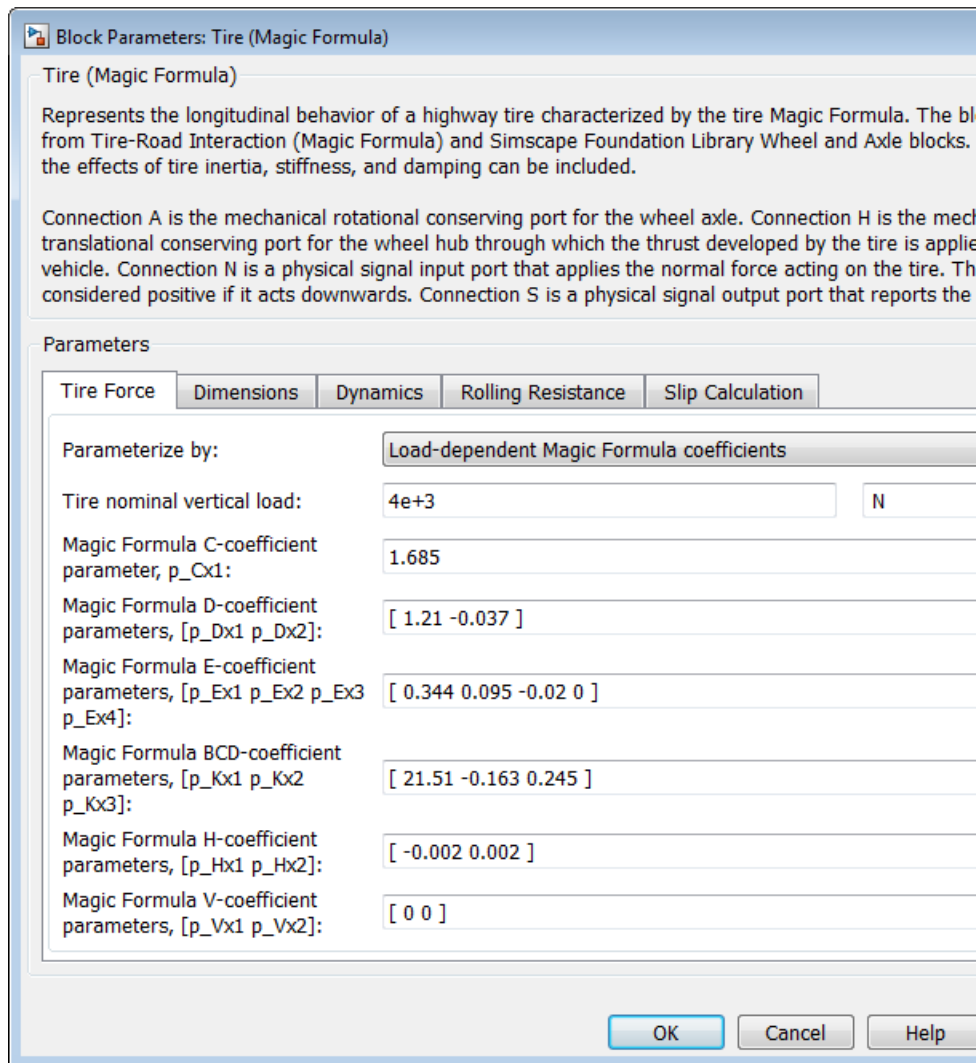 Block Parameters: Tire (Magic Formula)
Tire (Magic Formula)
Represents the longitudinal behavior of a highway tire characterized by the tire Magic Formula. The
from Tire-Road Interaction (Magic Formula) and Simscape Foundation Library Wheel and Axle blocks.
the effects of tire inertia, stiffness, and damping can be included.
Connection A is the mechanical rotational conserving port for the wheel axle. Connection H is the
translational conserving port for the wheel hub through which the thrust developed by the tire is
vehicle. Connection N is a physical signal input port that applies the normal force acting on the tire.
considered positive if it acts downwards. Connection S is a physical signal output port that reports the
Parameters
Tire Force Dimensions Dynamics Rolling Resistance Slip Calculation
Parameterize by: Load-dependent Magic Formula coefficients
Tire nominal vertical load: 4e+3 N
Magic Formula C-coefficient
parameter, p_Cx1: 1.685
Magic Formula D-coefficient
parameters, [p_Dx1 p_Dx2]: [ 1.21 -0.037 ]
Magic Formula E-coefficient
parameters, [p_Ex1 p_Ex2 p_Ex3 [ 0.344 0.095 -0.02 0 ]
p_Ex4]:
Magic Formula BCD-coefficient
parameters, [p_Kx1 p_Kx2 [ 21.51 -0.163 0.245 ]
p_Kx3]:
Magic Formula H-coefficient
parameters, [p_Hx1 p_Hx2]: [ -0.002 0.002 ]
Magic Formula V-coefficient
parameters, [p_Vx1 p_Vx2]: [ 0 0 ]
OK Cancel Help